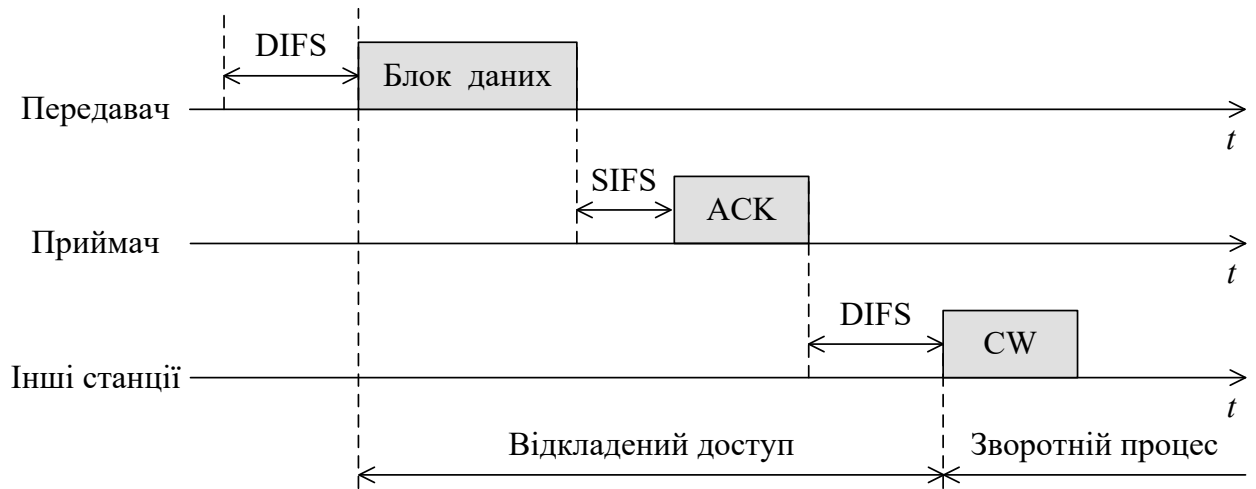 DIFS
Блок даних
Передавач
t
SIFS
ACK
Приймач
t
DIFS
CW
Інші станції
t
Відкладений доступ
Зворотній процес